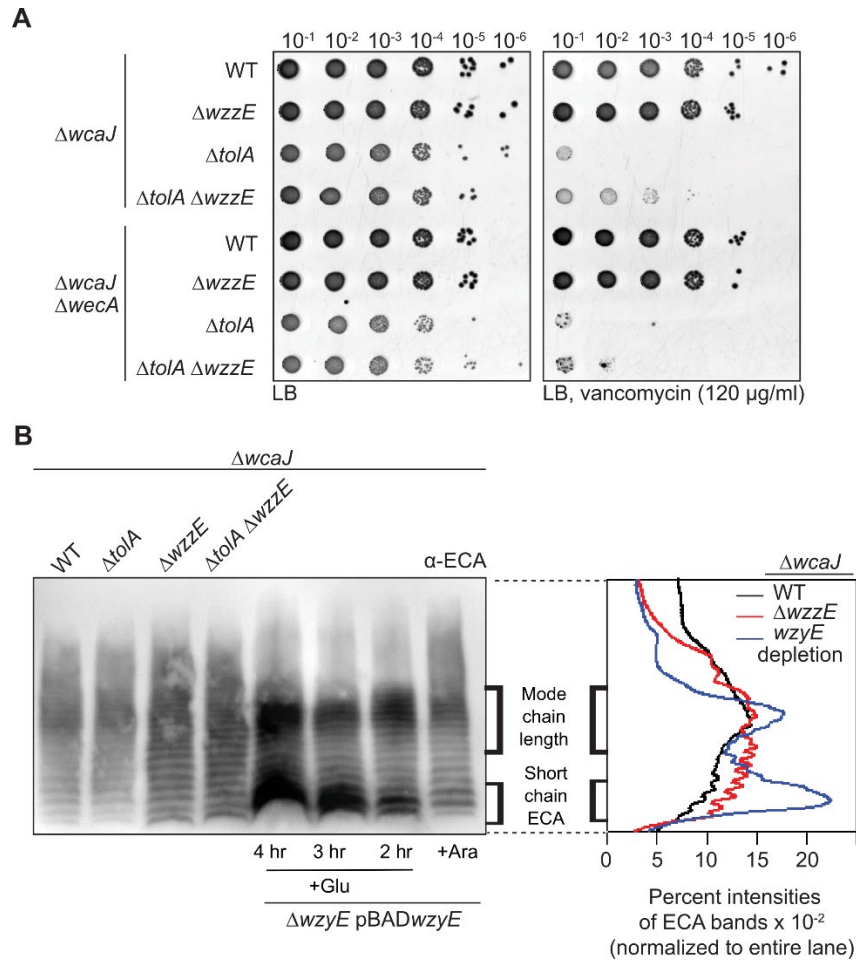 A
10⁻¹ 10⁻² 10⁻³ 10⁻⁴ 10⁻⁵ 10⁻⁶ 10⁻¹ 10⁻² 10⁻³ 10⁻⁴ 10⁻⁵ 10⁻⁶
ΔwcaJ
WT
ΔwzzE
ΔtolA
ΔtolA ΔwzzE
ΔwcaJ
ΔwecA
WT
ΔwzzE
ΔtolA
ΔtolA ΔwzzE
LB
LB, vancomycin (120 µg/ml)
B
ΔwcaJ
WT
ΔtolA
ΔwzzE
ΔtolA ΔwzzE
α-ECA
4 hr 3 hr 2 hr +Ara
+Glu
ΔwzyE pBADwzyE
Mode
chain
length
Short
chain
ECA
ΔwcaJ
WT
ΔwzzE
wzyE
depletion
0 5 10 15 20
Percent intensities
of ECA bands x 10⁻²
(normalized to entire lane)